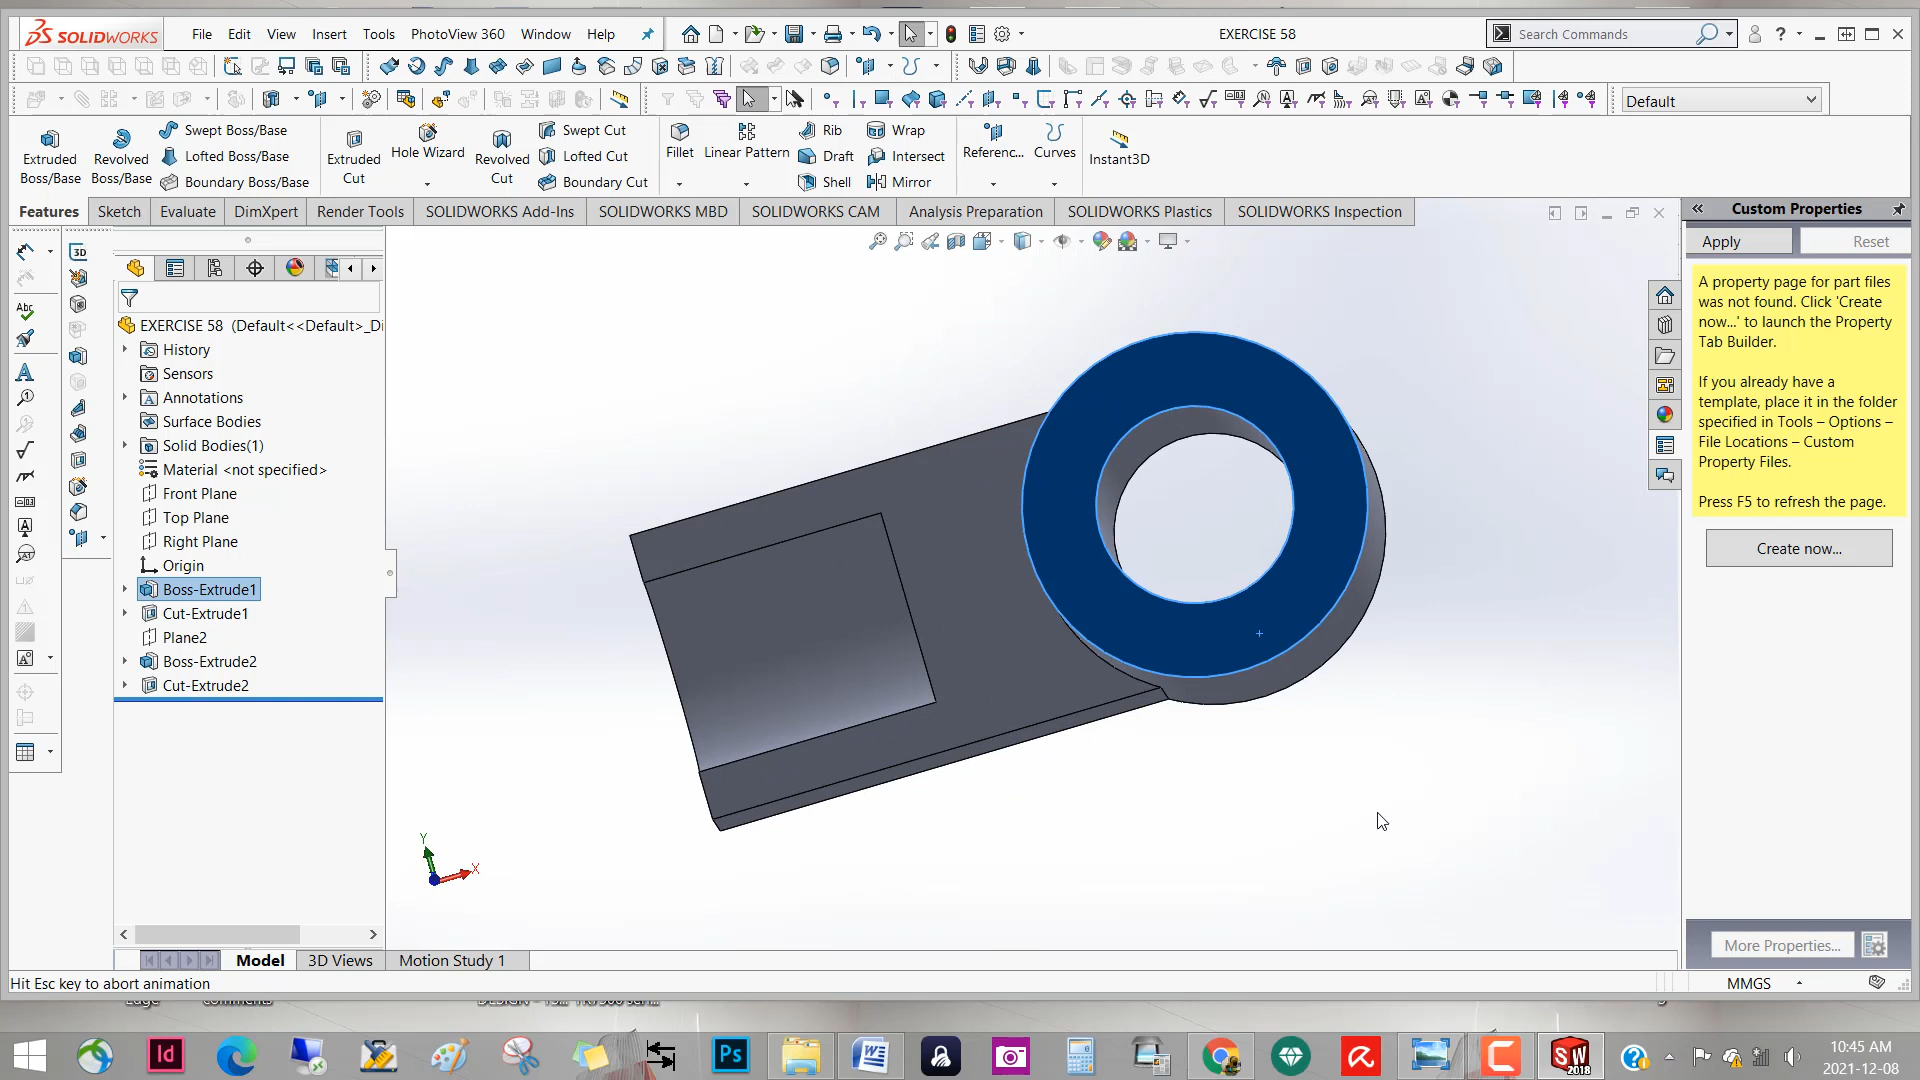 SOLIDWORKS File Edit View Insert Tools PhotoView 360 Window Help EXERCISE 58 Search Commands
Default
Extruded Boss/Base
Revolved Boss/Base
Swept Boss/Base
Lofted Boss/Base
Boundary Boss/Base
Extruded Cut
Hole Wizard
Revolved Cut
Swept Cut
Lofted Cut
Boundary Cut
Fillet
Linear Pattern
Rib
Draft
Shell
Wrap
Intersect
Mirror
Referenc...
Curves
Instant3D
Features Sketch Evaluate DimXpert Render Tools SOLIDWORKS Add-Ins SOLIDWORKS MBD SOLIDWORKS CAM Analysis Preparation SOLIDWORKS Plastics SOLIDWORKS Inspection
EXERCISE 58 (Default<<Default>_Di
History
Sensors
Annotations
Surface Bodies
Solid Bodies(1)
Material <not specified>
Front Plane
Top Plane
Right Plane
Origin
Boss-Extrude1
Cut-Extrude1
Plane2
Boss-Extrude2
Cut-Extrude2
Y
X
Custom Properties
Apply Reset
A property page for part files
was not found. Click 'Create
now...' to launch the Property
Tab Builder.
If you already have a
template, place it in the folder
specified in Tools – Options –
File Locations – Custom
Property Files.
Press F5 to refresh the page.
Create now...
More Properties...
Model 3D Views Motion Study 1
Hit Esc key to abort animation
MMGS
Id
Ps
SW
2018
10:45 AM
2021-12-08